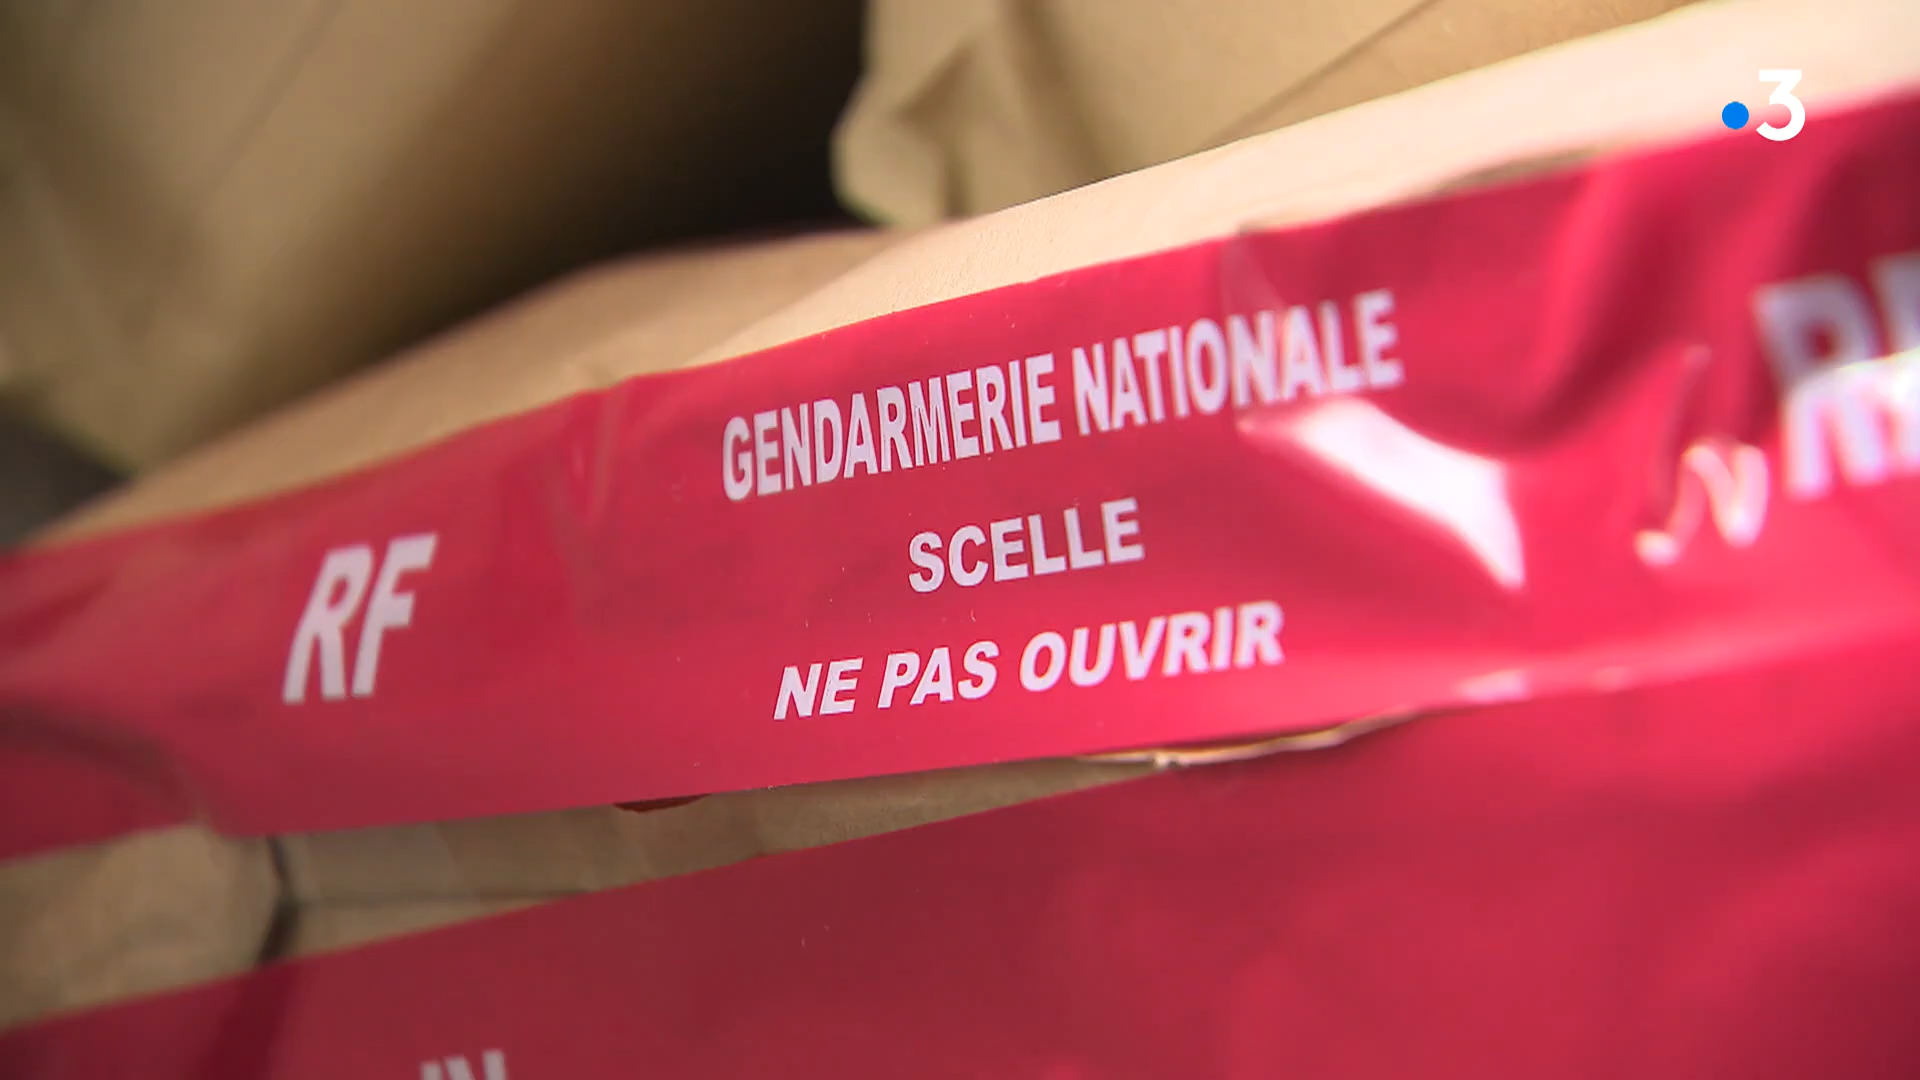 3
RF
GENDARMERIE NATIONALE
SCELLE
NE PAS OUVRIR